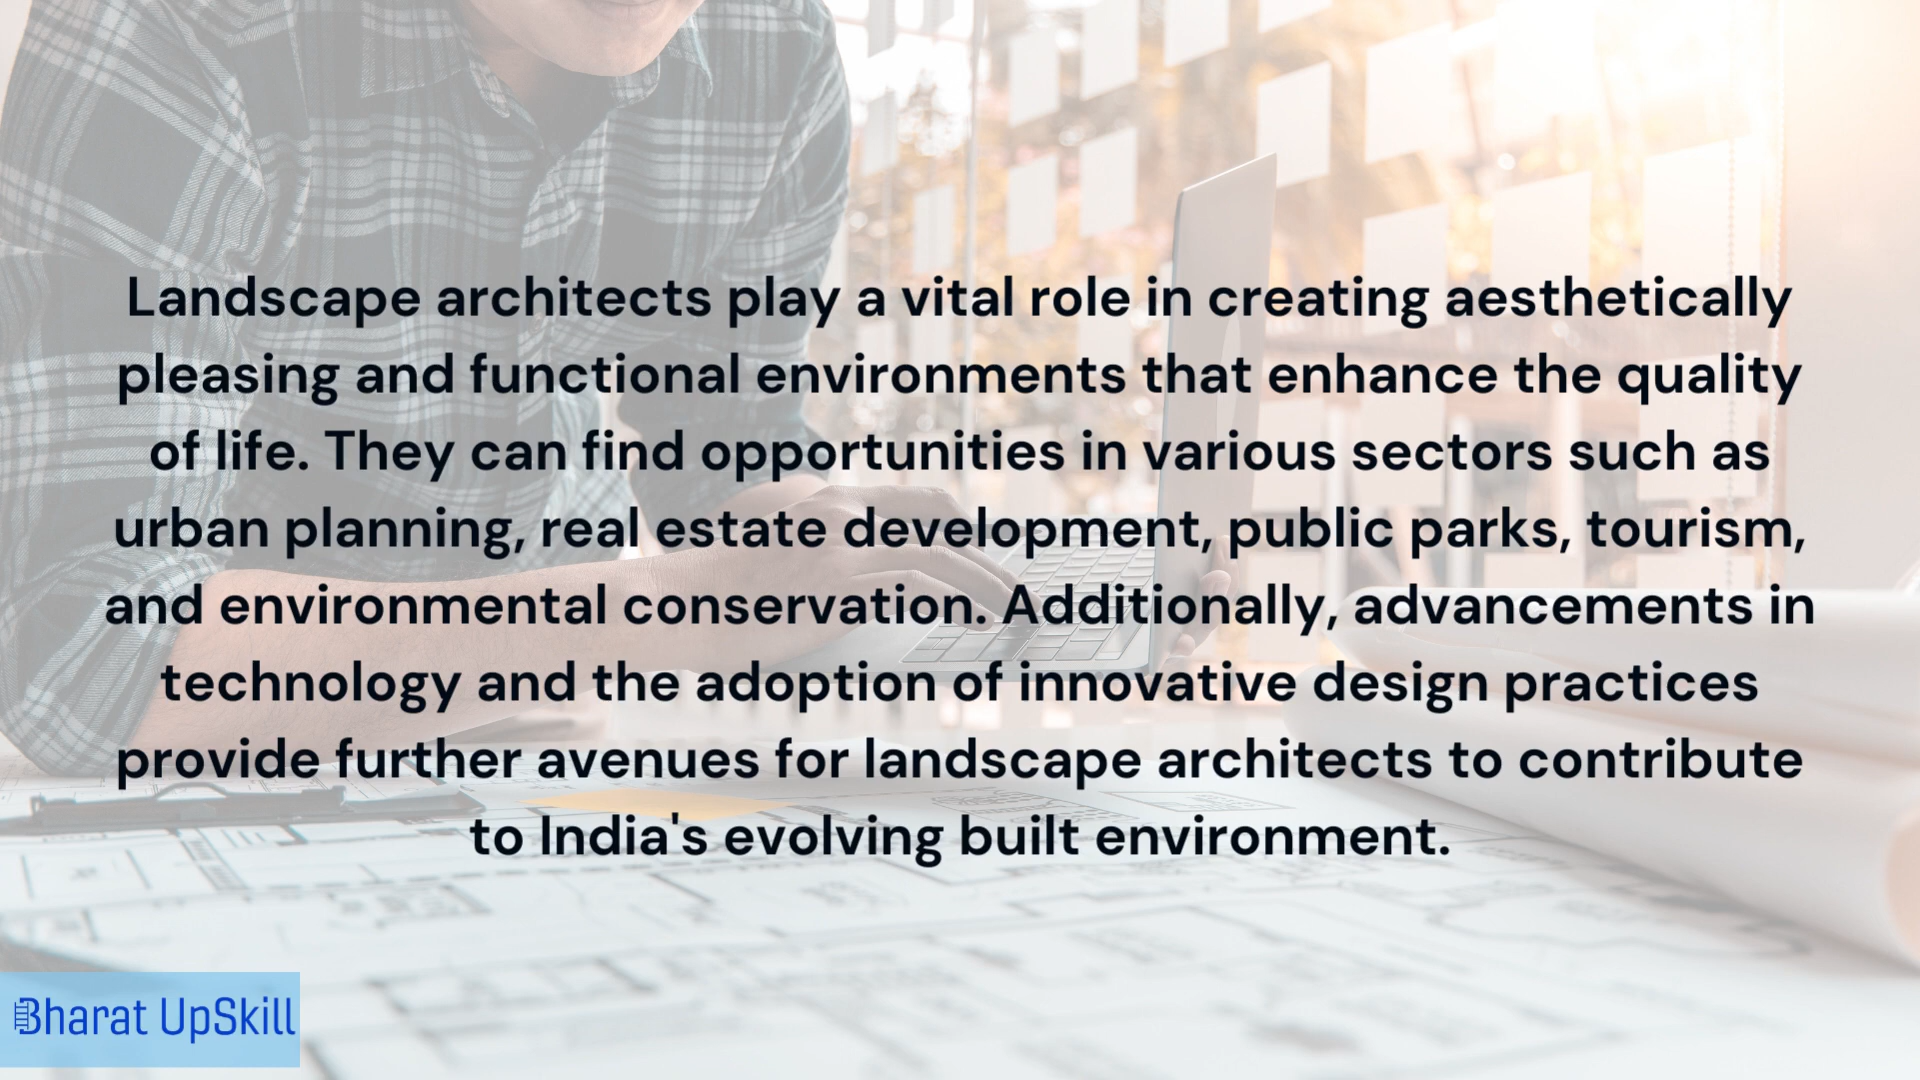 Landscape architects play a vital role in creating aesthetically
pleasing and functional environments that enhance the quality
of life. They can find opportunities in various sectors such as
urban planning, real estate development, public parks, tourism,
and environmental conservation. Additionally, advancements in
technology and the adoption of innovative design practices
provide further avenues for landscape architects to contribute
to India's evolving built environment.
Bharat UpSkill